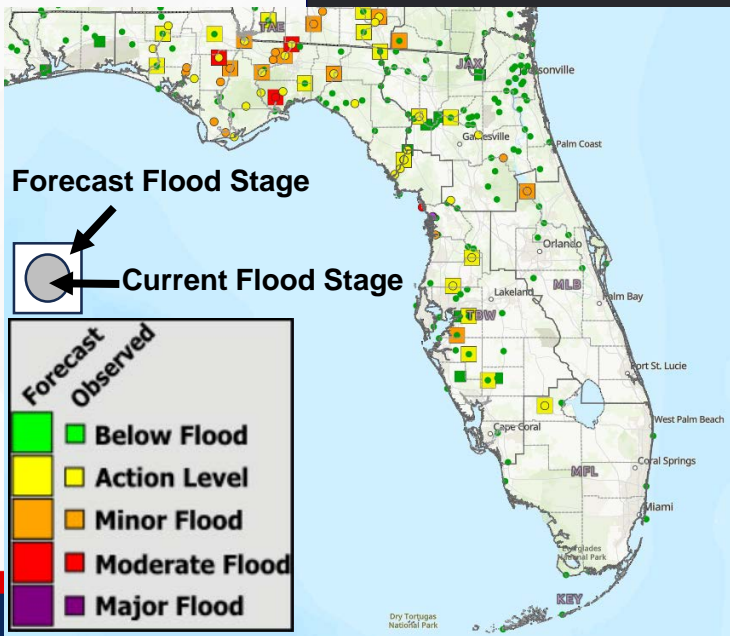 TAE
JAX
Jacksonville
Gainesville
Palm Coast
Forecast Flood Stage
Orlando
Current Flood Stage
MLB
Lakeland
Palm Bay
TBW
Forecast
Observed
Port St. Lucie
Below Flood
West Palm Beach
Cape Coral
Action Level
Coral Springs
MFL
Minor Flood
Miami
Moderate Flood
Everglades
National Park
Major Flood
KEY
Dry Tortugas
National Park